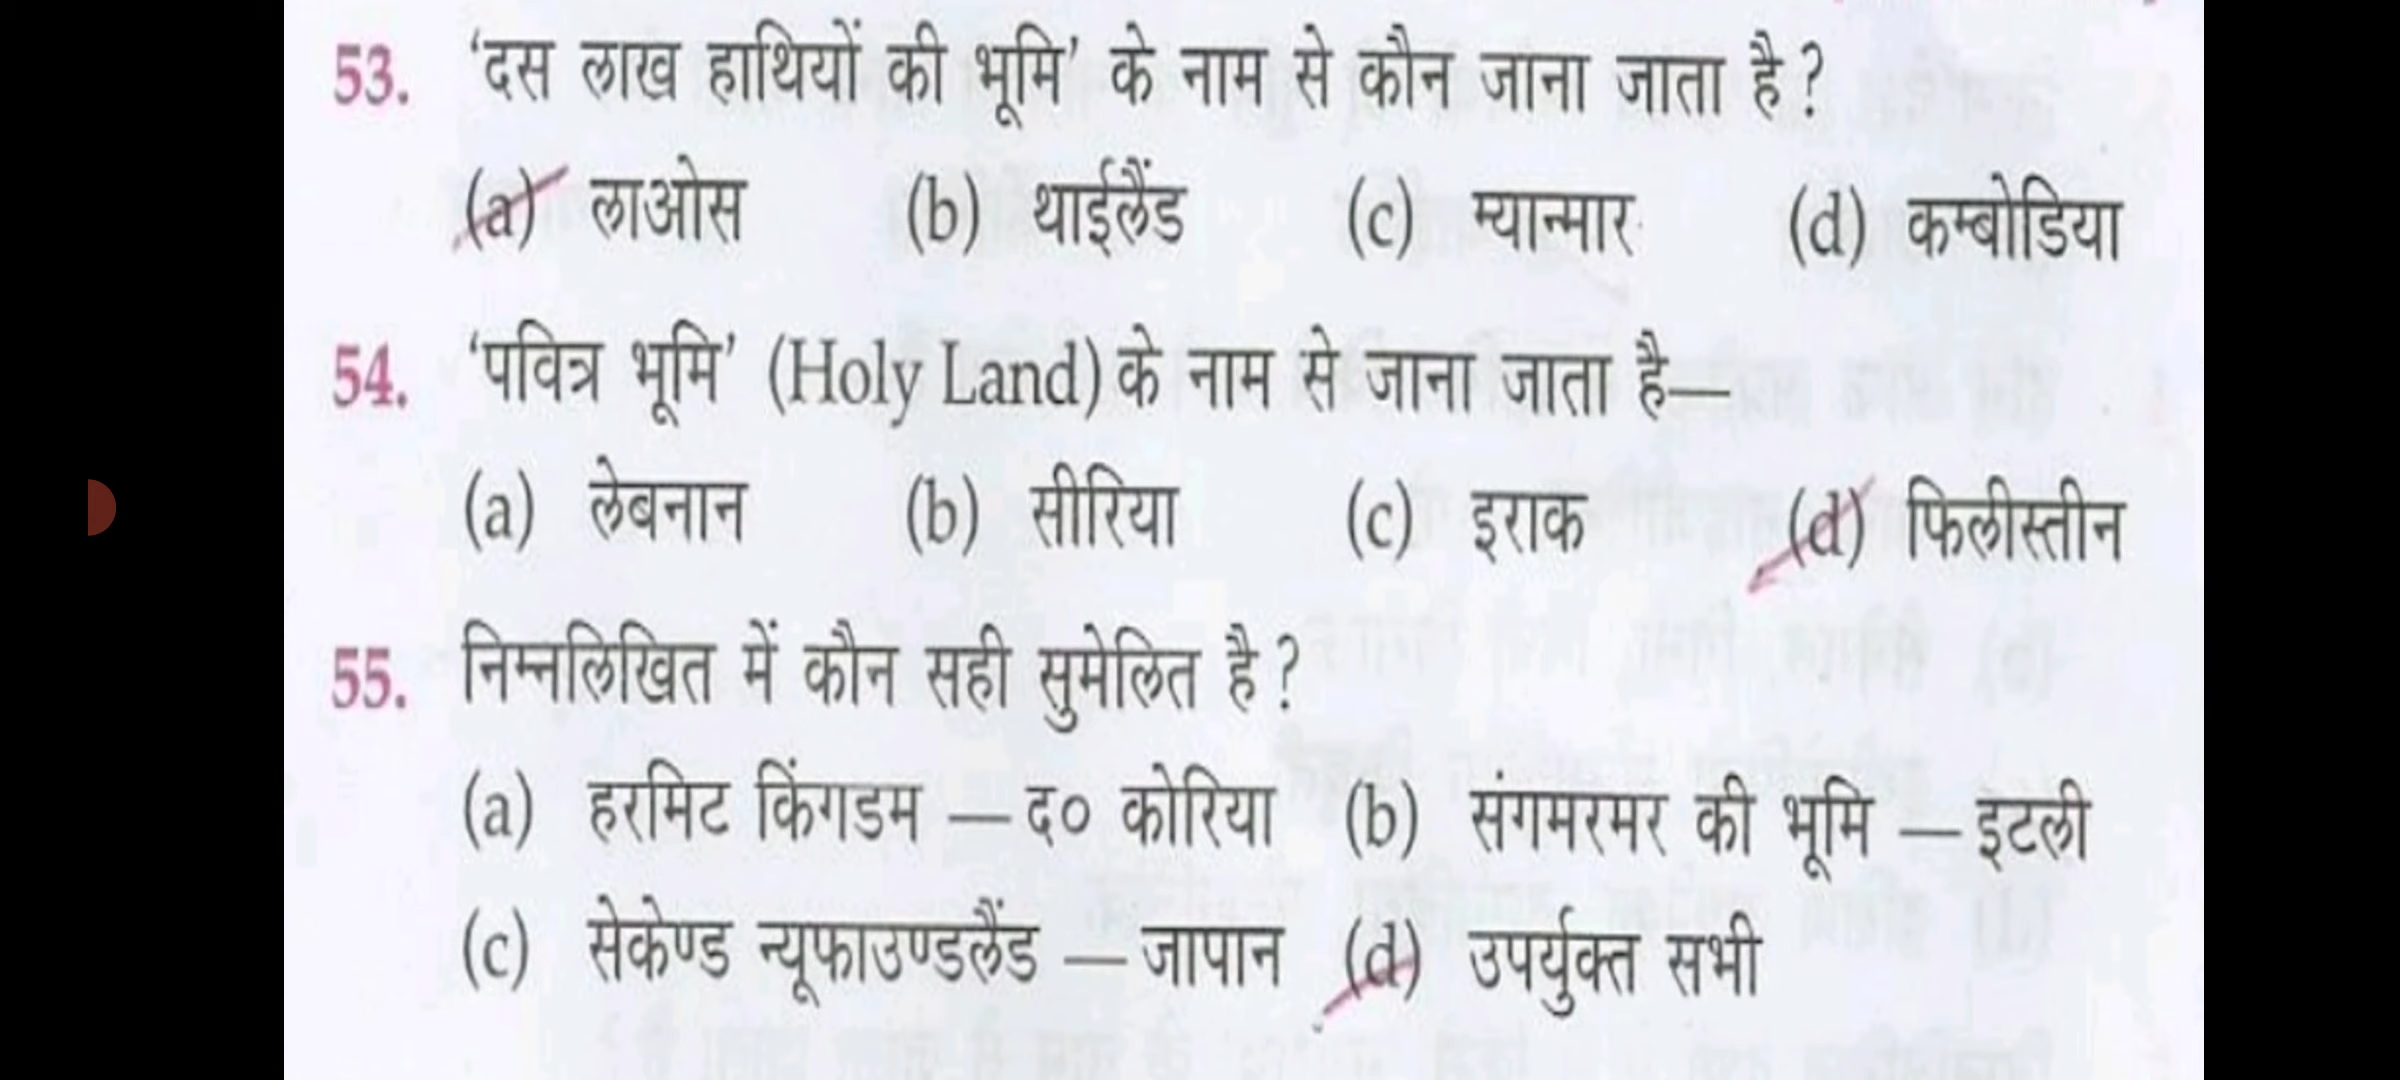 53. ‘दस लाख हाथियों की भूमि’ के नाम से कौन जाना जाता है ?
(a) लाओस (b) थाईलैंड (c) म्यान्मार (d) कम्बोडिया
54. ‘पवित्र भूमि’ (Holy Land) के नाम से जाना जाता है—
(a) लेबनान (b) सीरिया (c) इराक (d) फिलीस्तीन
55. निम्नलिखित में कौन सही सुमेलित है ?
(a) हरमिट किंगडम — द० कोरिया (b) संगमरमर की भूमि — इटली
(c) सेकेण्ड न्यूफाउण्डलैंड — जापान (d) उपर्युक्त सभी